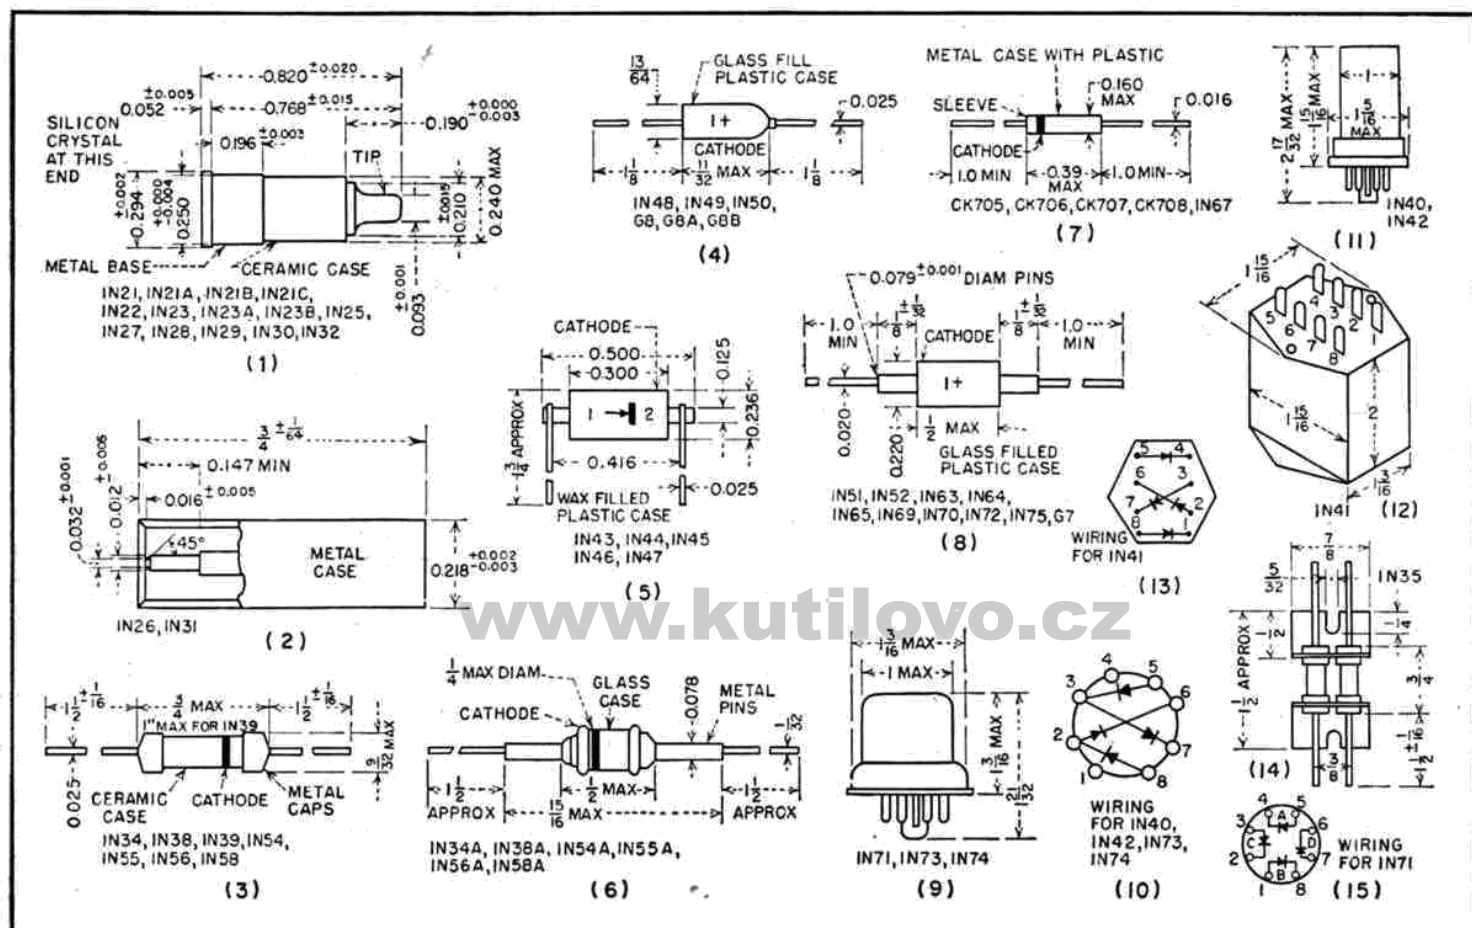 0.820 ±0.020
±0.005
0.052
0.768 ±0.015
0.190 +0.000 -0.003
SILICON
CRYSTAL
AT THIS
END
0.196 ±0.003
TIP
±0.002
0.294
+0.000
-0.004
0.250
±.0015
0.210
0.240 MAX
METAL BASE
CERAMIC CASE
±0.001
0.093
IN21, IN21A, IN21B, IN21C,
IN22, IN23, IN23A, IN23B, IN25,
IN27, IN28, IN29, IN30, IN32
(1)
13/64
GLASS FILL
PLASTIC CASE
0.025
1+
CATHODE
1 1/8
11/32 MAX
1 1/8
IN48, IN49, IN50,
G8, G8A, G8B
(4)
METAL CASE WITH PLASTIC
SLEEVE
0.160
MAX
0.016
CATHODE
1.0 MIN
0.39
MAX
1.0 MIN
CK705, CK706, CK707, CK708, IN67
(7)
2 17/32 MAX
1 15/16 MAX
1
1 5/16
MAX
IN40,
IN42
(11)
1 15/16
4
3
1
5
6
2
7
8
1 15/16
2
1 3/16
IN41
(12)
CATHODE
0.500
0.300
0.125
1
2
0.236
1 3/4 APPROX
0.416
0.025
WAX FILLED
PLASTIC CASE
IN43, IN44, IN45
IN46, IN47
(5)
0.079 ±0.001 DIAM PINS
1.0
MIN
1/8 ± 1/32
CATHODE
1/8 ± 1/32
1.0
MIN
1+
0.020
0.220
1/2 MAX
GLASS FILLED
PLASTIC CASE
IN51, IN52, IN63, IN64,
IN65, IN69, IN70, IN72, IN75, G7
(8)
5
4
6
3
7
2
8
1
WIRING
FOR IN41
(13)
± 1/64
0.147 MIN
±0.001
0.032
±0.005
0.012
0.016 ±0.005
45°
METAL
CASE
0.218 +0.002 -0.003
IN26, IN31
(2)
www.kutilovo.cz
1 1/2 ± 1/16
3/4 MAX
1 1/2 ± 1/16
1" MAX FOR IN39
0.025
9/32 MAX
CERAMIC
CASE
CATHODE
METAL
CAPS
IN34, IN38, IN39, IN54,
IN55, IN56, IN58
(3)
1/4 MAX DIAM
GLASS
CASE
CATHODE
0.078
METAL
PINS
1/32
1 1/2
APPROX
1/2 MAX
15/16 MAX
1 1/2
APPROX
IN34A, IN38A, IN54A, IN55A,
IN56A, IN58A
(6)
1 3/16 MAX
1 MAX
1 3/16 MAX
IN71, IN73, IN74
(9)
4
5
3
6
2
7
1
8
WIRING
FOR IN40,
IN42, IN73,
IN74
(10)
7/8
5/32
IN35
1/2
1/4
1 1/2 APPROX
3/4
3/8
1 1/2 ± 1/16
(14)
4
5
A
3
6
C
D
2
7
B
1
8
WIRING
FOR IN71
(15)